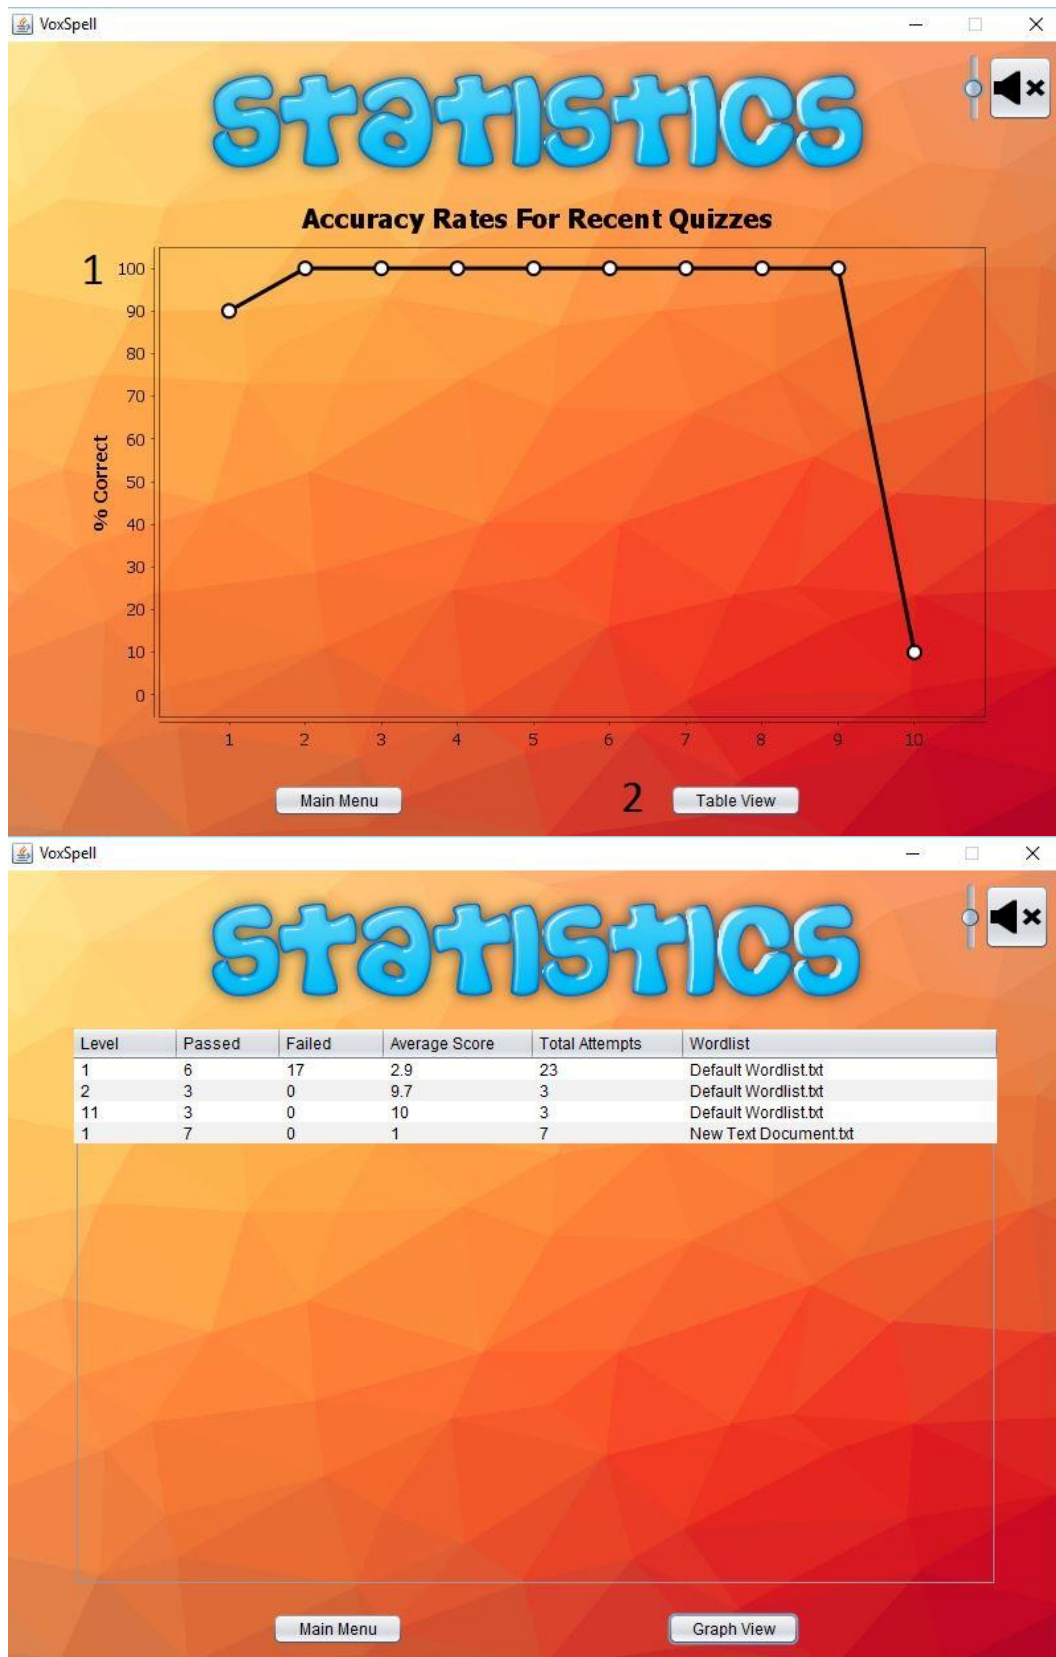 VoxSpell
Statistics
Accuracy Rates For Recent Quizzes
1
100
90
80
70
60
50
40
30
20
10
0
% Correct
1 2 3 4 5 6 7 8 9 10
Main Menu 2 Table View
VoxSpell
Statistics
Level Passed Failed Average Score Total Attempts Wordlist
1 6 17 2.9 23 Default Wordlist.txt
2 3 0 9.7 3 Default Wordlist.txt
11 3 0 10 3 Default Wordlist.txt
1 7 0 1 7 New Text Document.txt
Main Menu Graph View